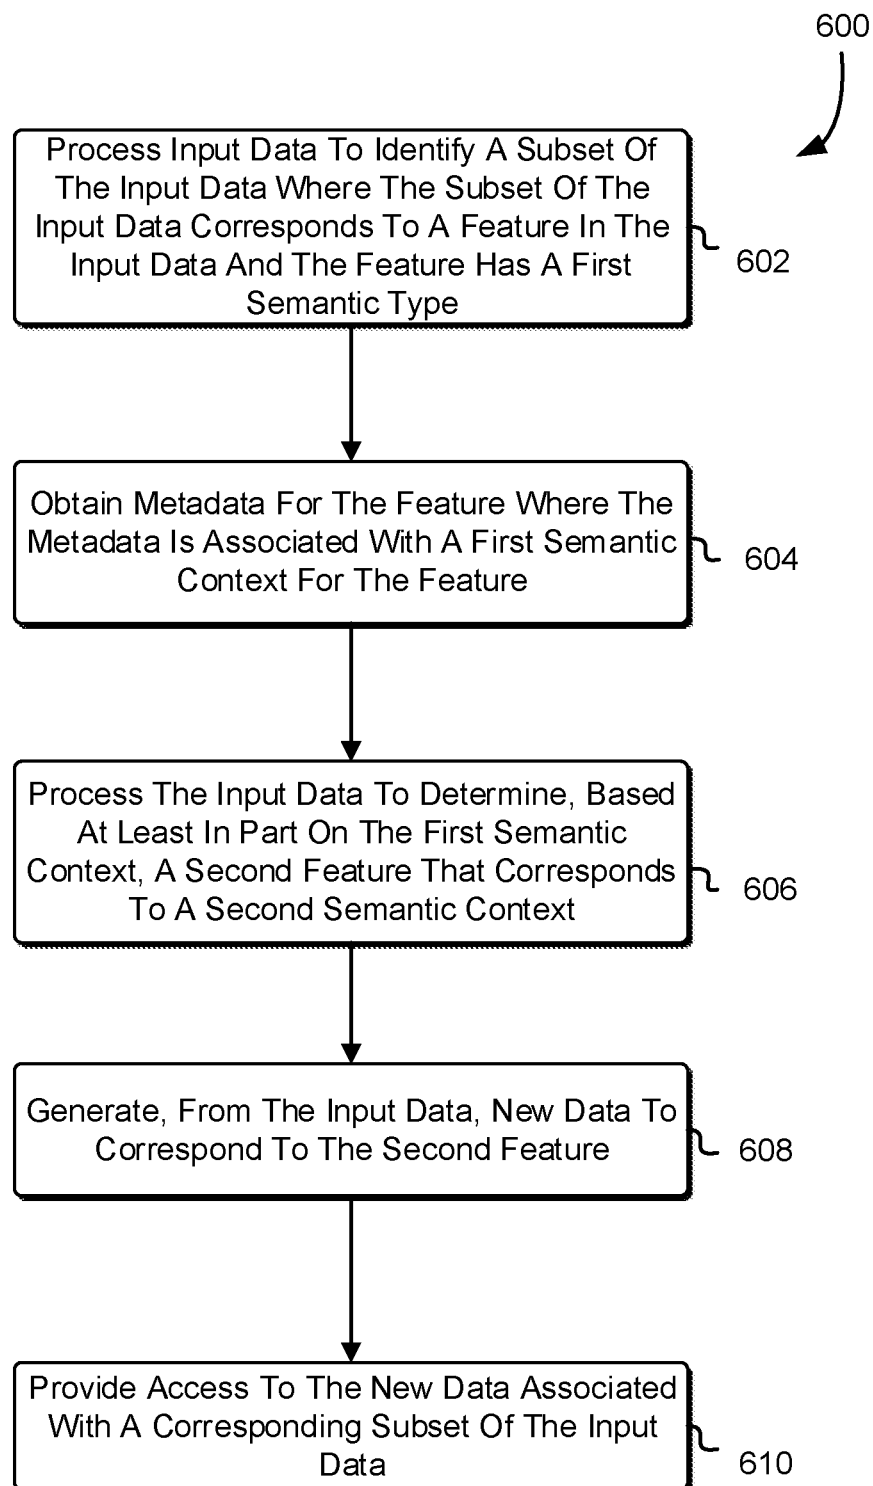 600
Process Input Data To Identify A Subset Of
The Input Data Where The Subset Of The
Input Data Corresponds To A Feature In The
Input Data And The Feature Has A First
Semantic Type
602
Obtain Metadata For The Feature Where The
Metadata Is Associated With A First Semantic
Context For The Feature
604
Process The Input Data To Determine, Based
At Least In Part On The First Semantic
Context, A Second Feature That Corresponds
To A Second Semantic Context
606
Generate, From The Input Data, New Data To
Correspond To The Second Feature
608
Provide Access To The New Data Associated
With A Corresponding Subset Of The Input
Data
610